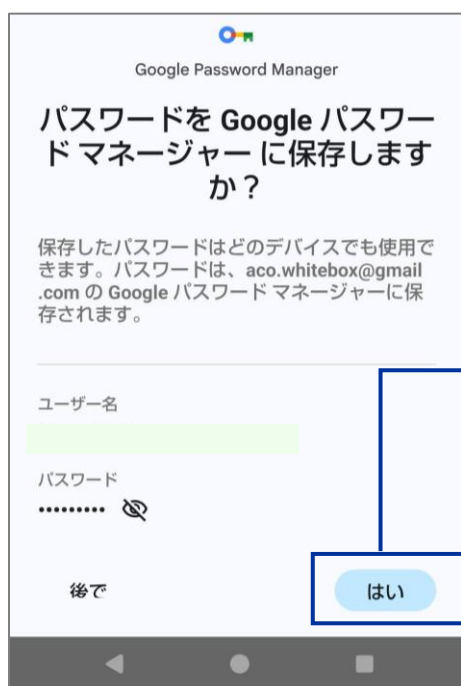 Google Password Manager
パスワードを Google パスワー
ド マネージャー に保存します
か？
保存したパスワードはどのデバイスでも使用で
きます。パスワードは、aco.whitebox@gmail
.com の Google パスワード マネージャーに保
存されます。
ユーザー名
パスワード
•••••••••
後で
はい